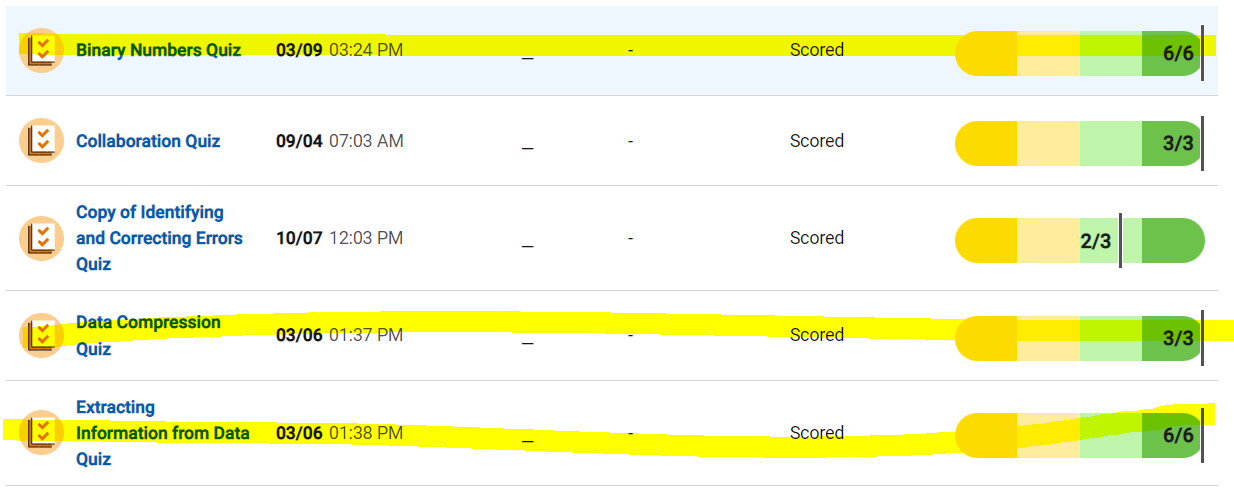 Binary Numbers Quiz 03/09 03:24 PM _ - Scored 6/6
Collaboration Quiz 09/04 07:03 AM _ - Scored 3/3
Copy of Identifying
and Correcting Errors 10/07 12:03 PM _ - Scored 2/3
Quiz
Data Compression
Quiz 03/06 01:37 PM _ - Scored 3/3
Extracting
Information from Data 03/06 01:38 PM _ - Scored 6/6
Quiz